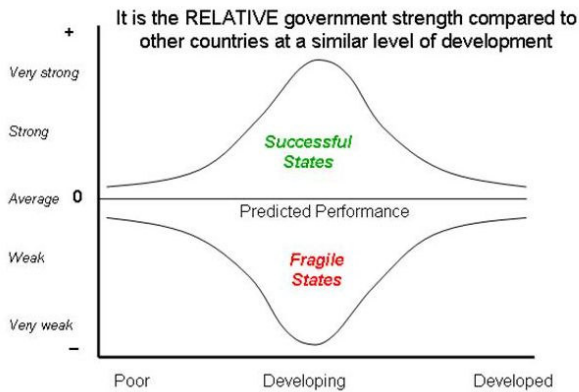 It is the RELATIVE government strength compared to
other countries at a similar level of development
+
Very strong
Strong
Successful
States
Average 0
Predicted Performance
Weak
Fragile
States
Very weak
–
Poor Developing Developed